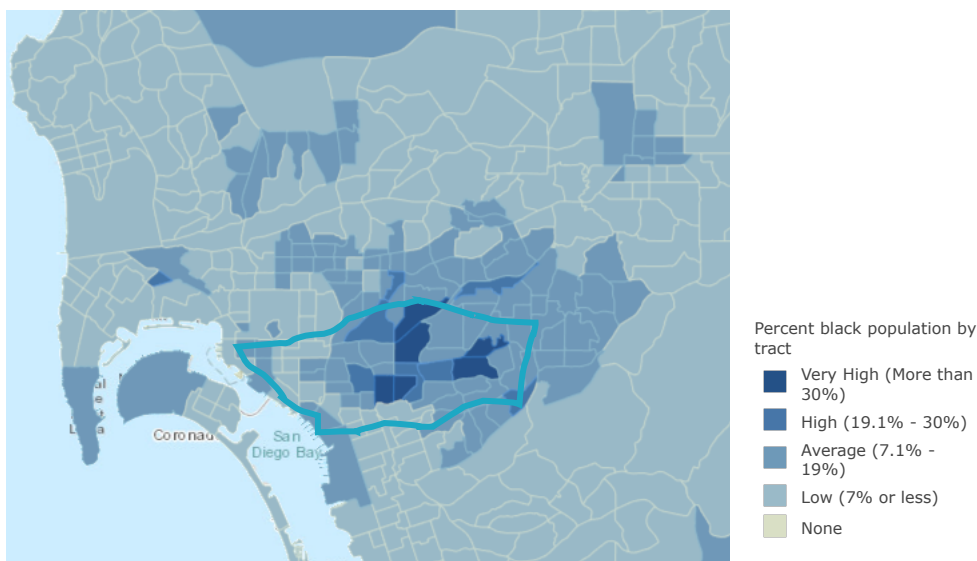 Coronad
San
Diego Bay
Percent black population by
tract
Very High (More than
30%)
High (19.1% - 30%)
Average (7.1% -
19%)
Low (7% or less)
None